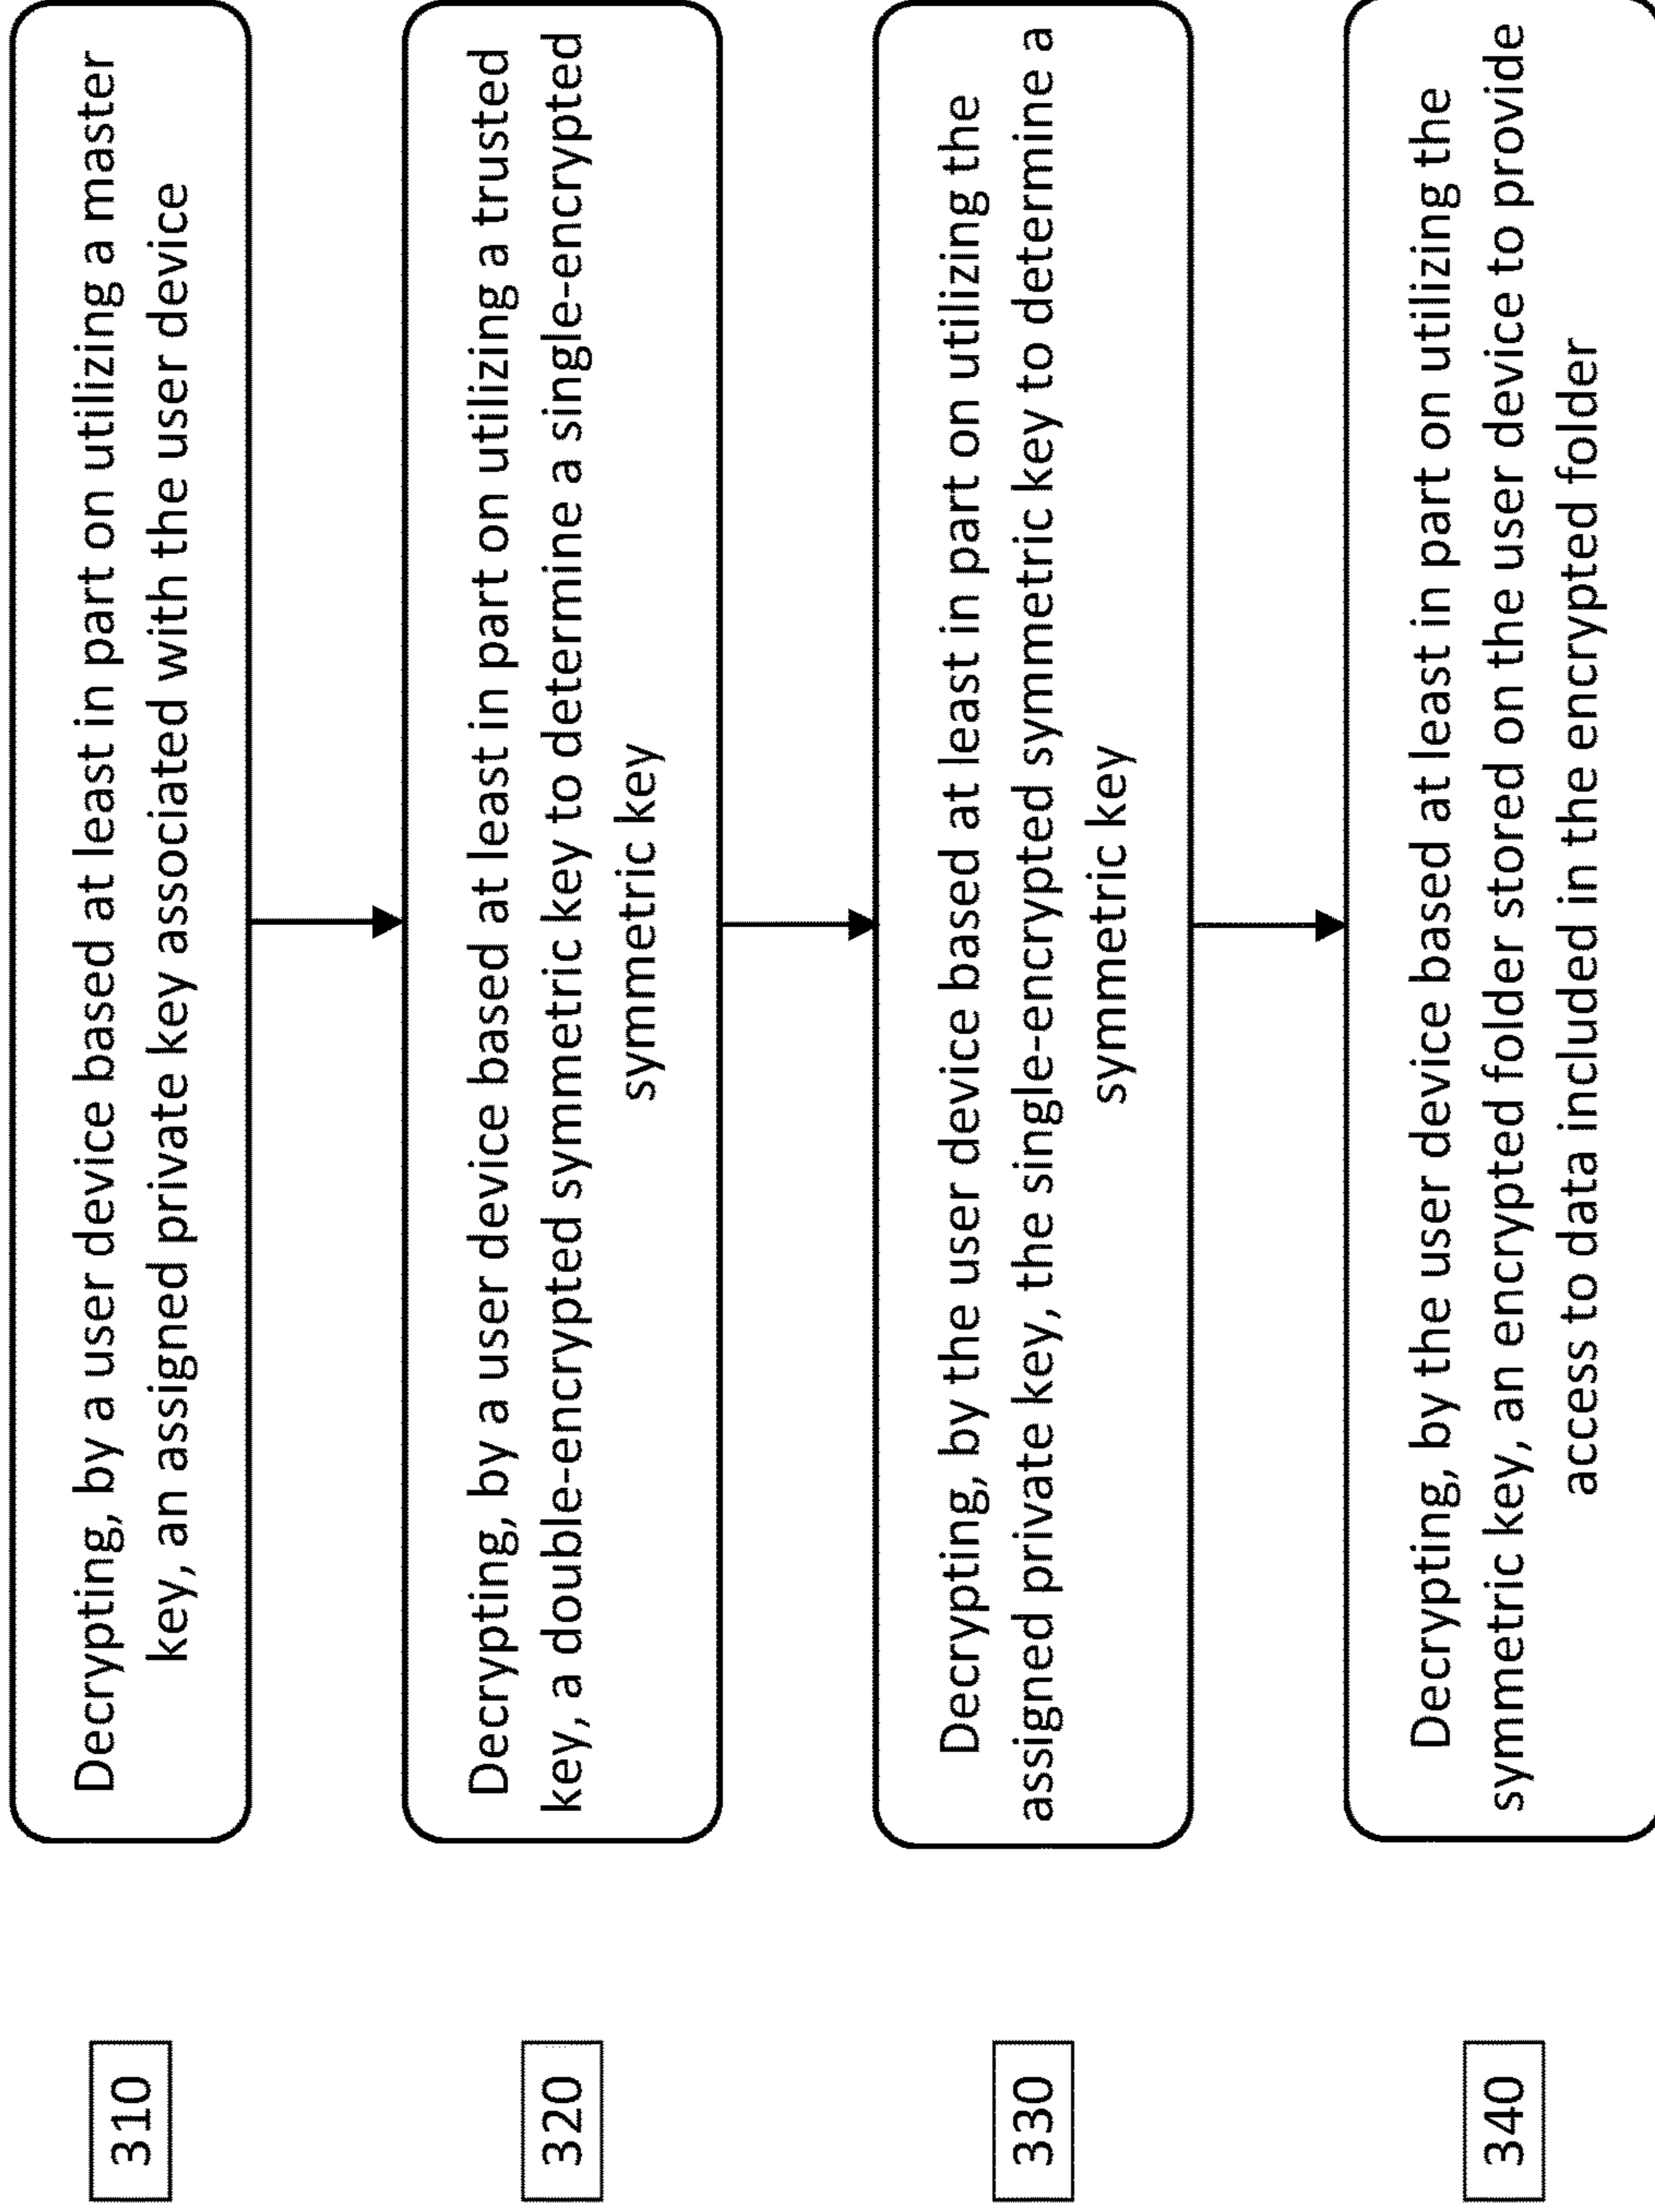 310
Decrypting, by a user device based at least in part on utilizing a master
key, an assigned private key associated with the user device
320
Decrypting, by a user device based at least in part on utilizing a trusted
key, a double-encrypted symmetric key to determine a single-encrypted
symmetric key
330
Decrypting, by the user device based at least in part on utilizing the
assigned private key, the single-encrypted symmetric key to determine a
symmetric key
340
Decrypting, by the user device based at least in part on utilizing the
symmetric key, an encrypted folder stored on the user device to provide
access to data included in the encrypted folder